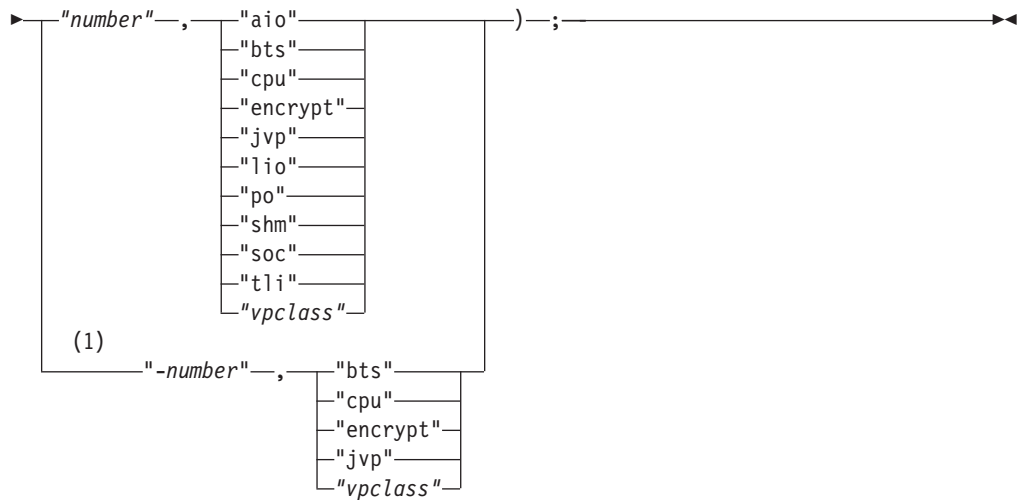 "number" , "aio" ) ;
"bts"
"cpu"
"encrypt"
"jvp"
"lio"
"po"
"shm"
"soc"
"tli"
"vpclass"
(1)
"-number" , "bts"
"cpu"
"encrypt"
"jvp"
"vpclass"